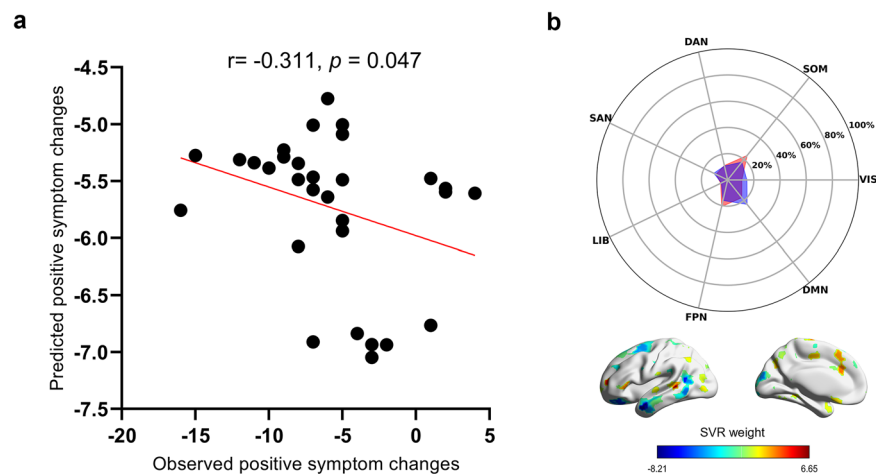 a
r= -0.311, p = 0.047
Predicted positive symptom changes
-4.5
-5.0
-5.5
-6.0
-6.5
-7.0
-7.5
-20
-15
-10
-5
0
5
Observed positive symptom changes
b
DAN
SOM
SAN
100%
80%
60%
40%
20%
VIS
LIB
DMN
FPN
SVR weight
-8.21
6.65